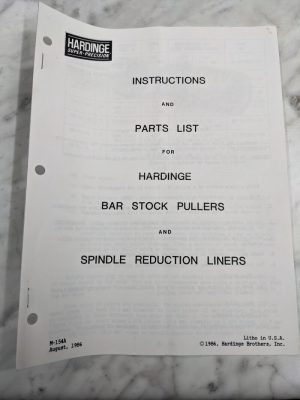 HARDINGE
SUPER-PRECISION
INSTRUCTIONS
AND
PARTS LIST
FOR
HARDINGE
BAR STOCK PULLERS
AND
SPINDLE REDUCTION LINERS
M-154A
August, 1986
Litho in U.S.A.
©1986, Hardinge Brothers, Inc.